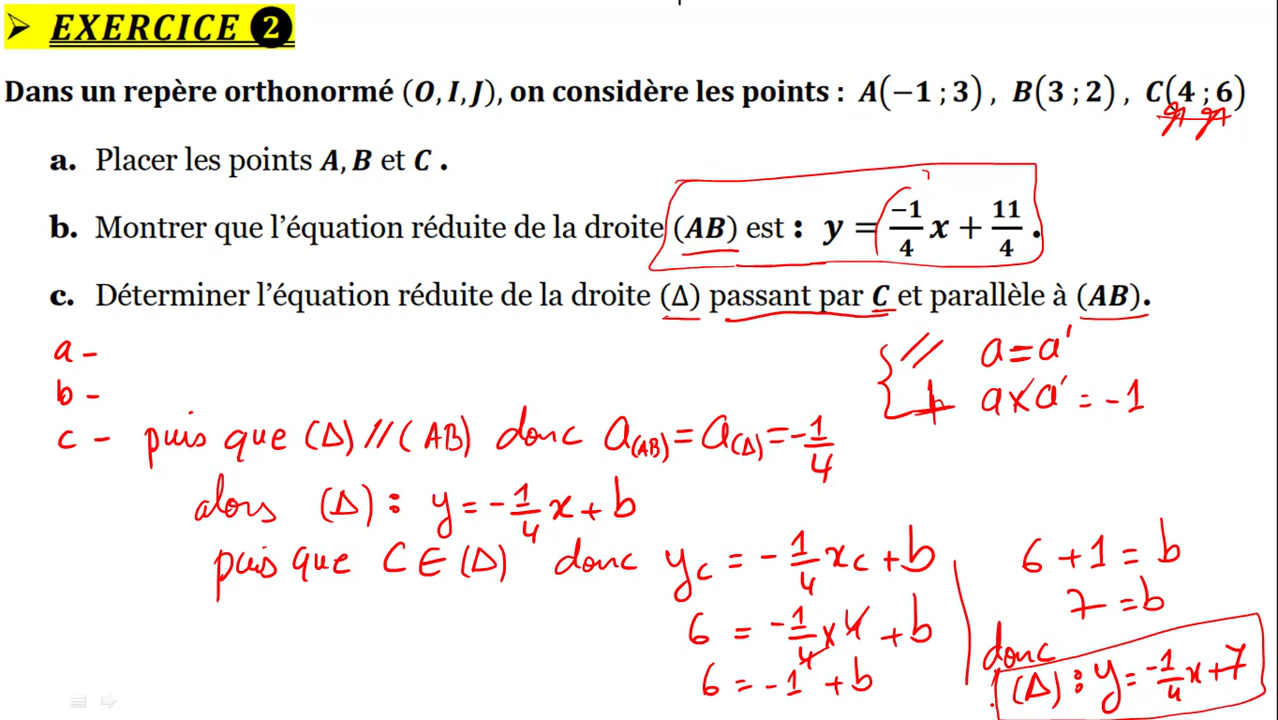 ➤ EXERCICE 2
Dans un repère orthonormé (O, I, J), on considère les points : A(−1 ; 3) , B(3 ; 2) , C(4 ; 6)
a. Placer les points A, B et C .
b. Montrer que l'équation réduite de la droite (AB) est : y = −1/4 x + 11/4 .
c. Déterminer l'équation réduite de la droite (Δ) passant par C et parallèle à (AB).
a -
// a = a'
b -
⊥ a × a' = -1
c - puis que (Δ) // (AB) donc a(AB) = a(Δ) = -1/4
alors (Δ) : y = -1/4 x + b
puis que C ∈ (Δ) donc yc = -1/4 xc + b
6 = -1/4 × 4 + b
6 = -1 + b
6 + 1 = b
7 = b
donc
(Δ) : y = -1/4 x + 7